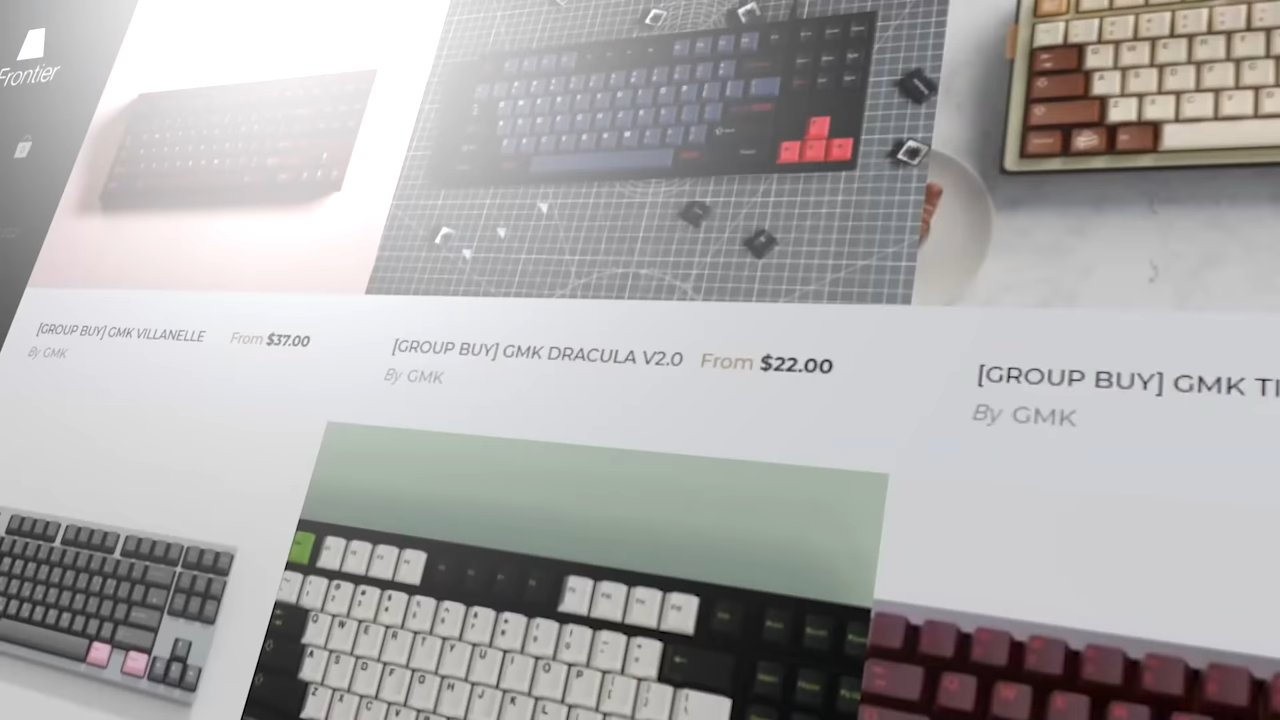 Frontier
[GROUP BUY] GMK VILLANELLE From $37.00
By GMK
[GROUP BUY] GMK DRACULA V2.0 From $22.00
By GMK
[GROUP BUY] GMK
By GMK
Q W E R T Y U I O P
A S D F G H J K L
Z X C